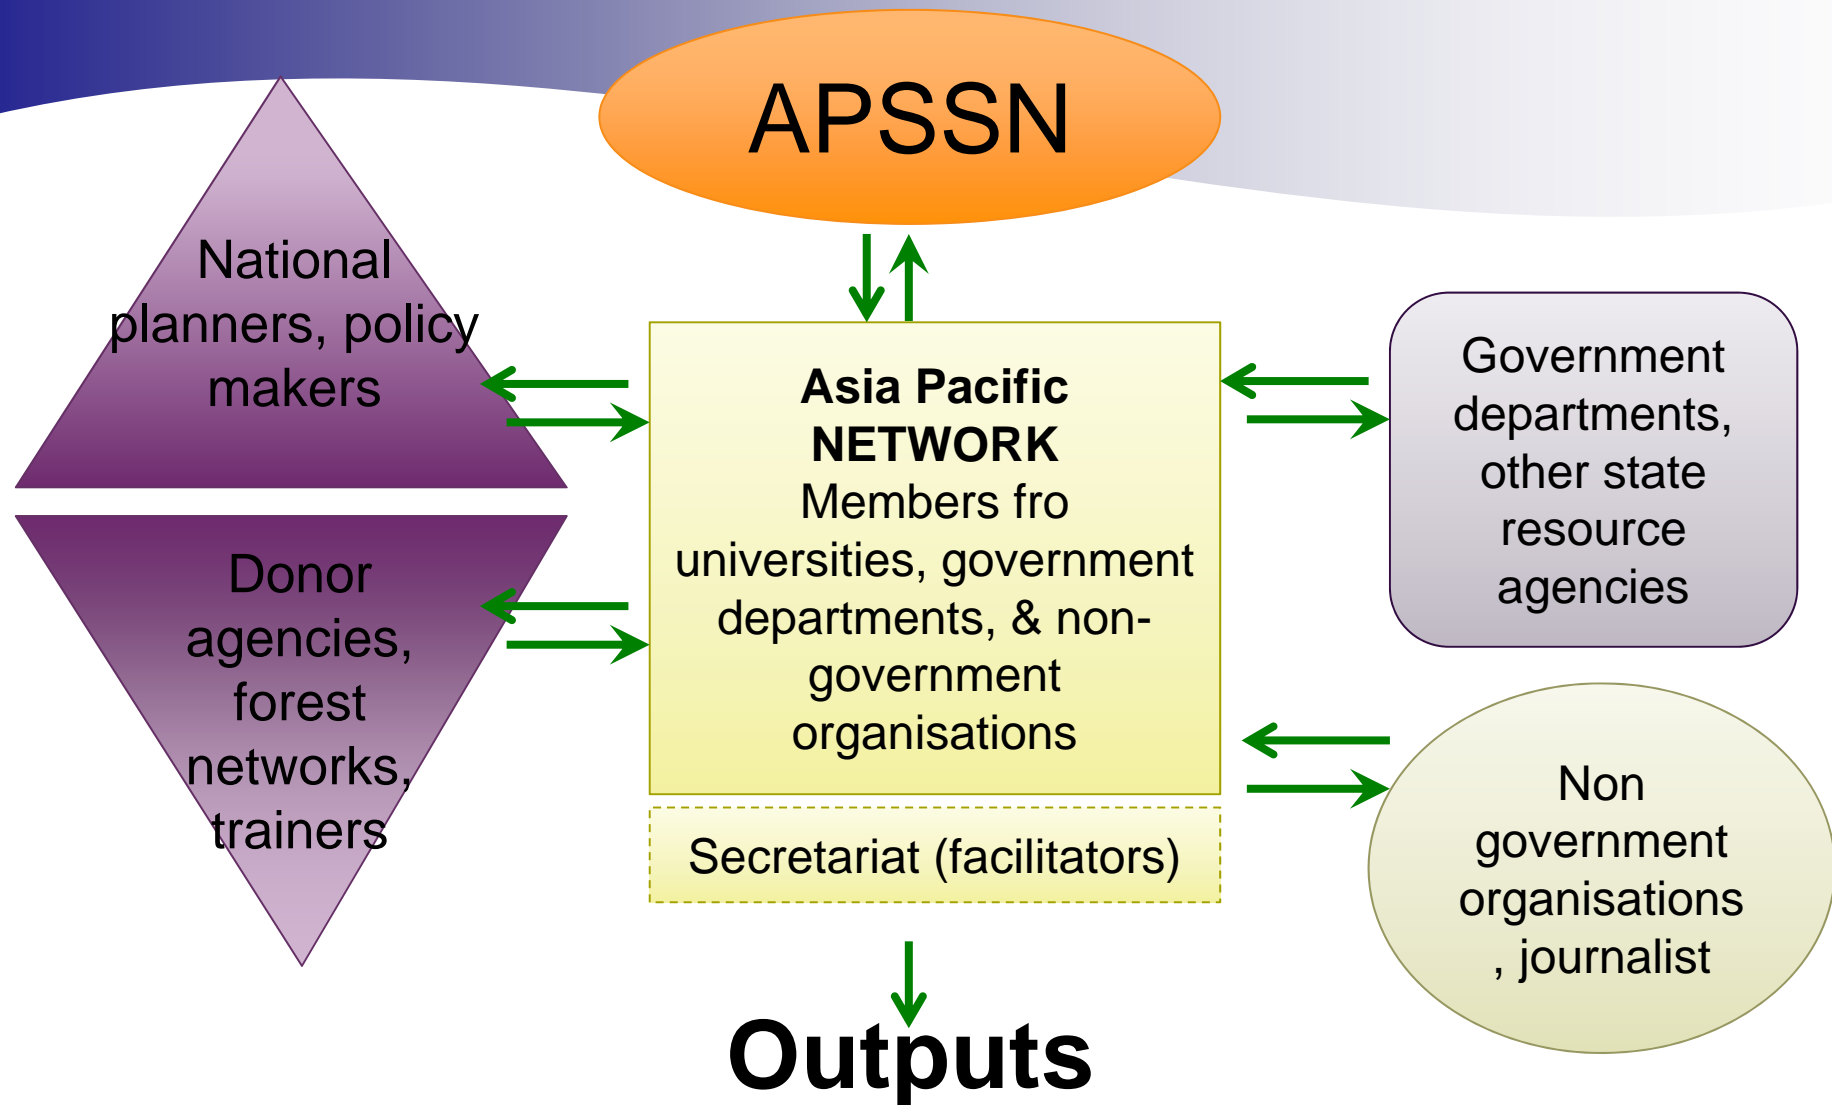 APSSN
National
planners, policy
makers
Donor
agencies,
forest
networks,
trainers
Asia Pacific
NETWORK
Members fro
universities, government
departments, & non-
government
organisations
Secretariat (facilitators)
Government
departments,
other state
resource
agencies
Non
government
organisations
, journalist
Outputs